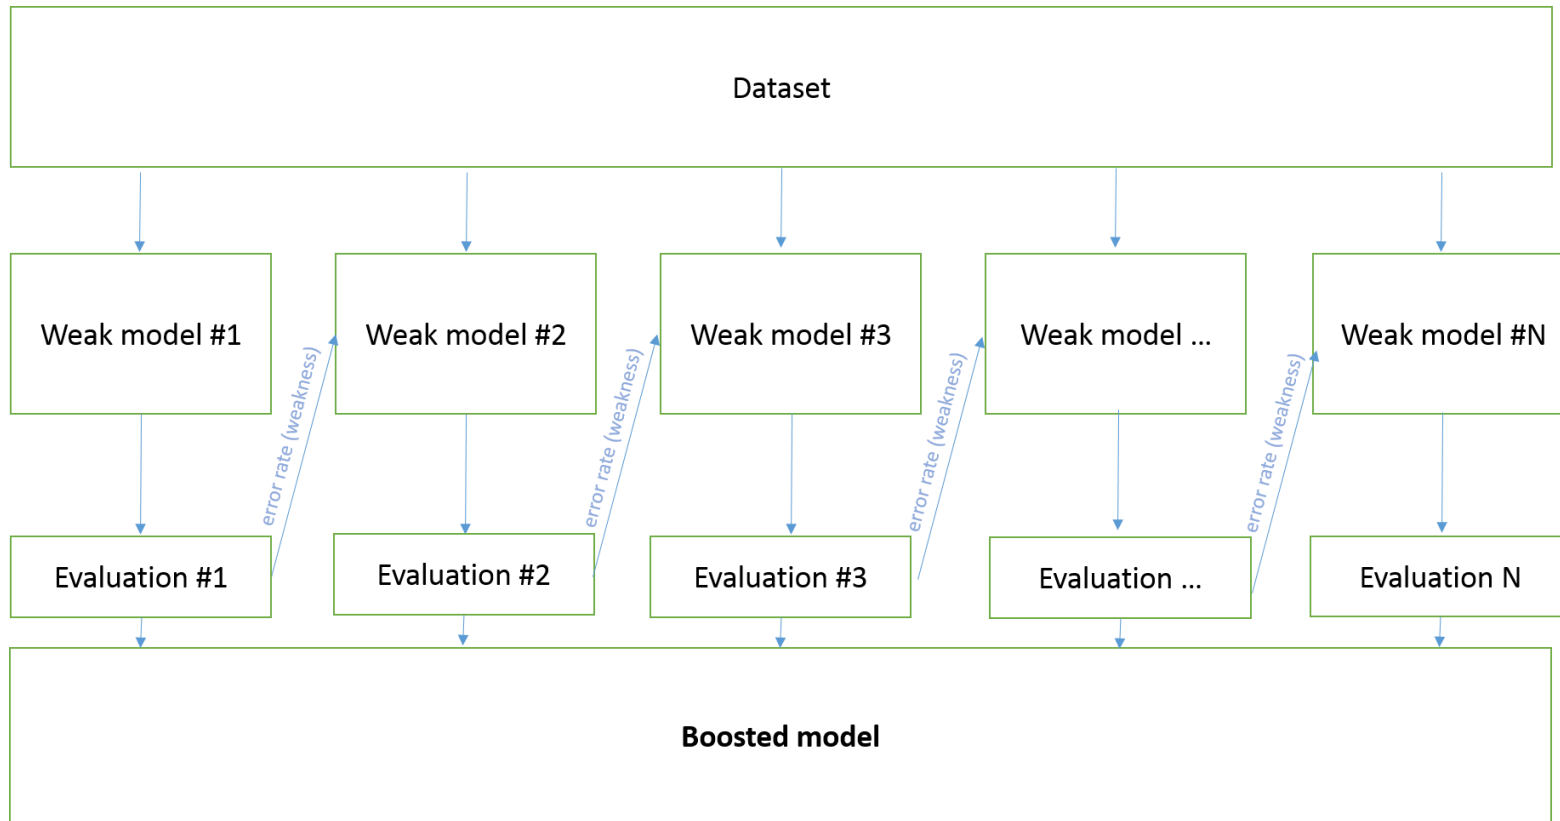 Dataset
Weak model #1
Weak model #2
Weak model #3
Weak model ...
Weak model #N
error rate (weakness)
error rate (weakness)
error rate (weakness)
error rate (weakness)
Evaluation #1
Evaluation #2
Evaluation #3
Evaluation ...
Evaluation N
Boosted model